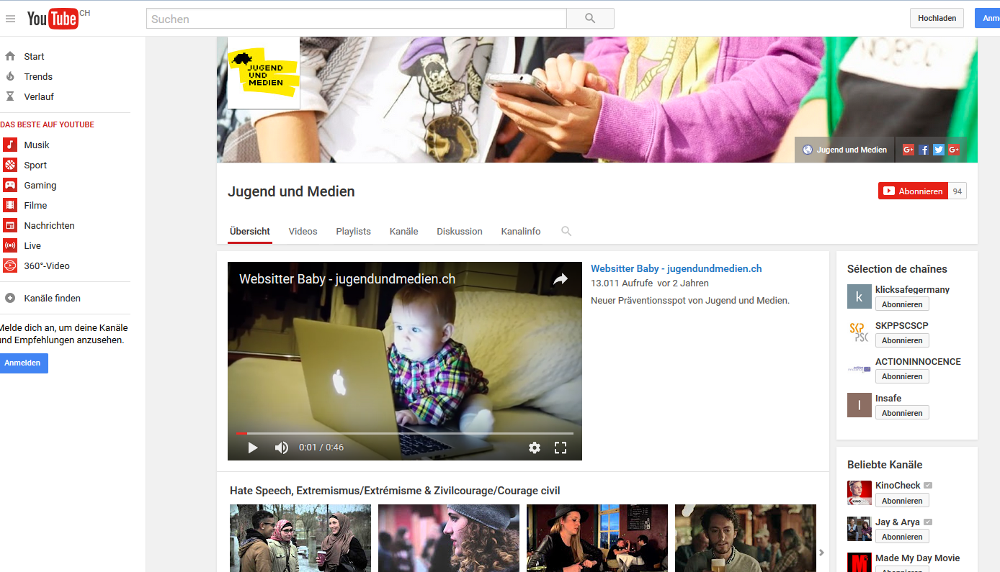 YouTube CH
Suchen
Hochladen
Start
Trends
Verlauf
DAS BESTE AUF YOUTUBE
Musik
Sport
Gaming
Filme
Nachrichten
Live
360°-Video
Kanäle finden
Melde dich an, um deine Kanäle
und Empfehlungen anzusehen.
Anmelden
JUGEND
UND
MEDIEN
Jugend und Medien
Jugend und Medien
Abonnieren 94
Übersicht Videos Playlists Kanäle Diskussion Kanalinfo
Websitter Baby - jugendundmedien.ch
0:01 / 0:46
Websitter Baby - jugendundmedien.ch
13.011 Aufrufe vor 2 Jahren
Neuer Präventionsspot von Jugend und Medien.
Hate Speech, Extremismus/Extrémisme & Zivilcourage/Courage civil
Sélection de chaînes
k klicksafegermany
Abonnieren
SKPPSCSCP
Abonnieren
ACTIONINNOCENCE
Abonnieren
I Insafe
Abonnieren
Beliebte Kanäle
KinoCheck
Abonnieren
Jay & Arya
Abonnieren
Made My Day Movie
Abonnieren